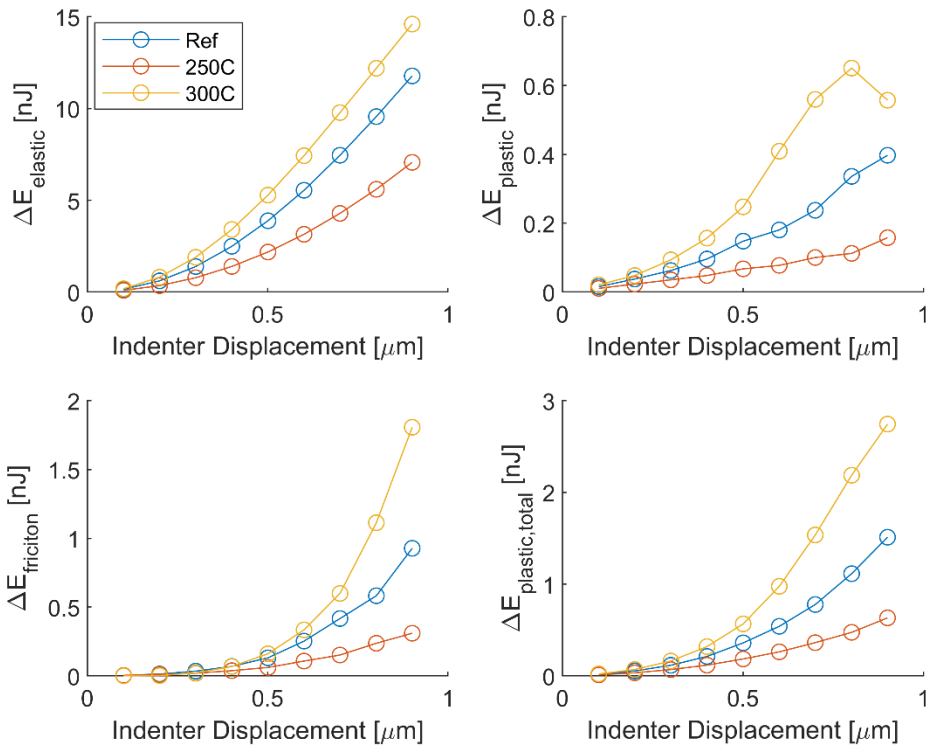 15
10
5
0
0
0.5
1
ΔE_elastic [nJ]
Indenter Displacement [μm]
Ref
250C
300C
0.8
0.6
0.4
0.2
0
0
0.5
1
ΔE_plastic [nJ]
Indenter Displacement [μm]
2
1.5
1
0.5
0
0
0.5
1
ΔE_friciton [nJ]
Indenter Displacement [μm]
3
2
1
0
0
0.5
1
ΔE_plastic,total [nJ]
Indenter Displacement [μm]